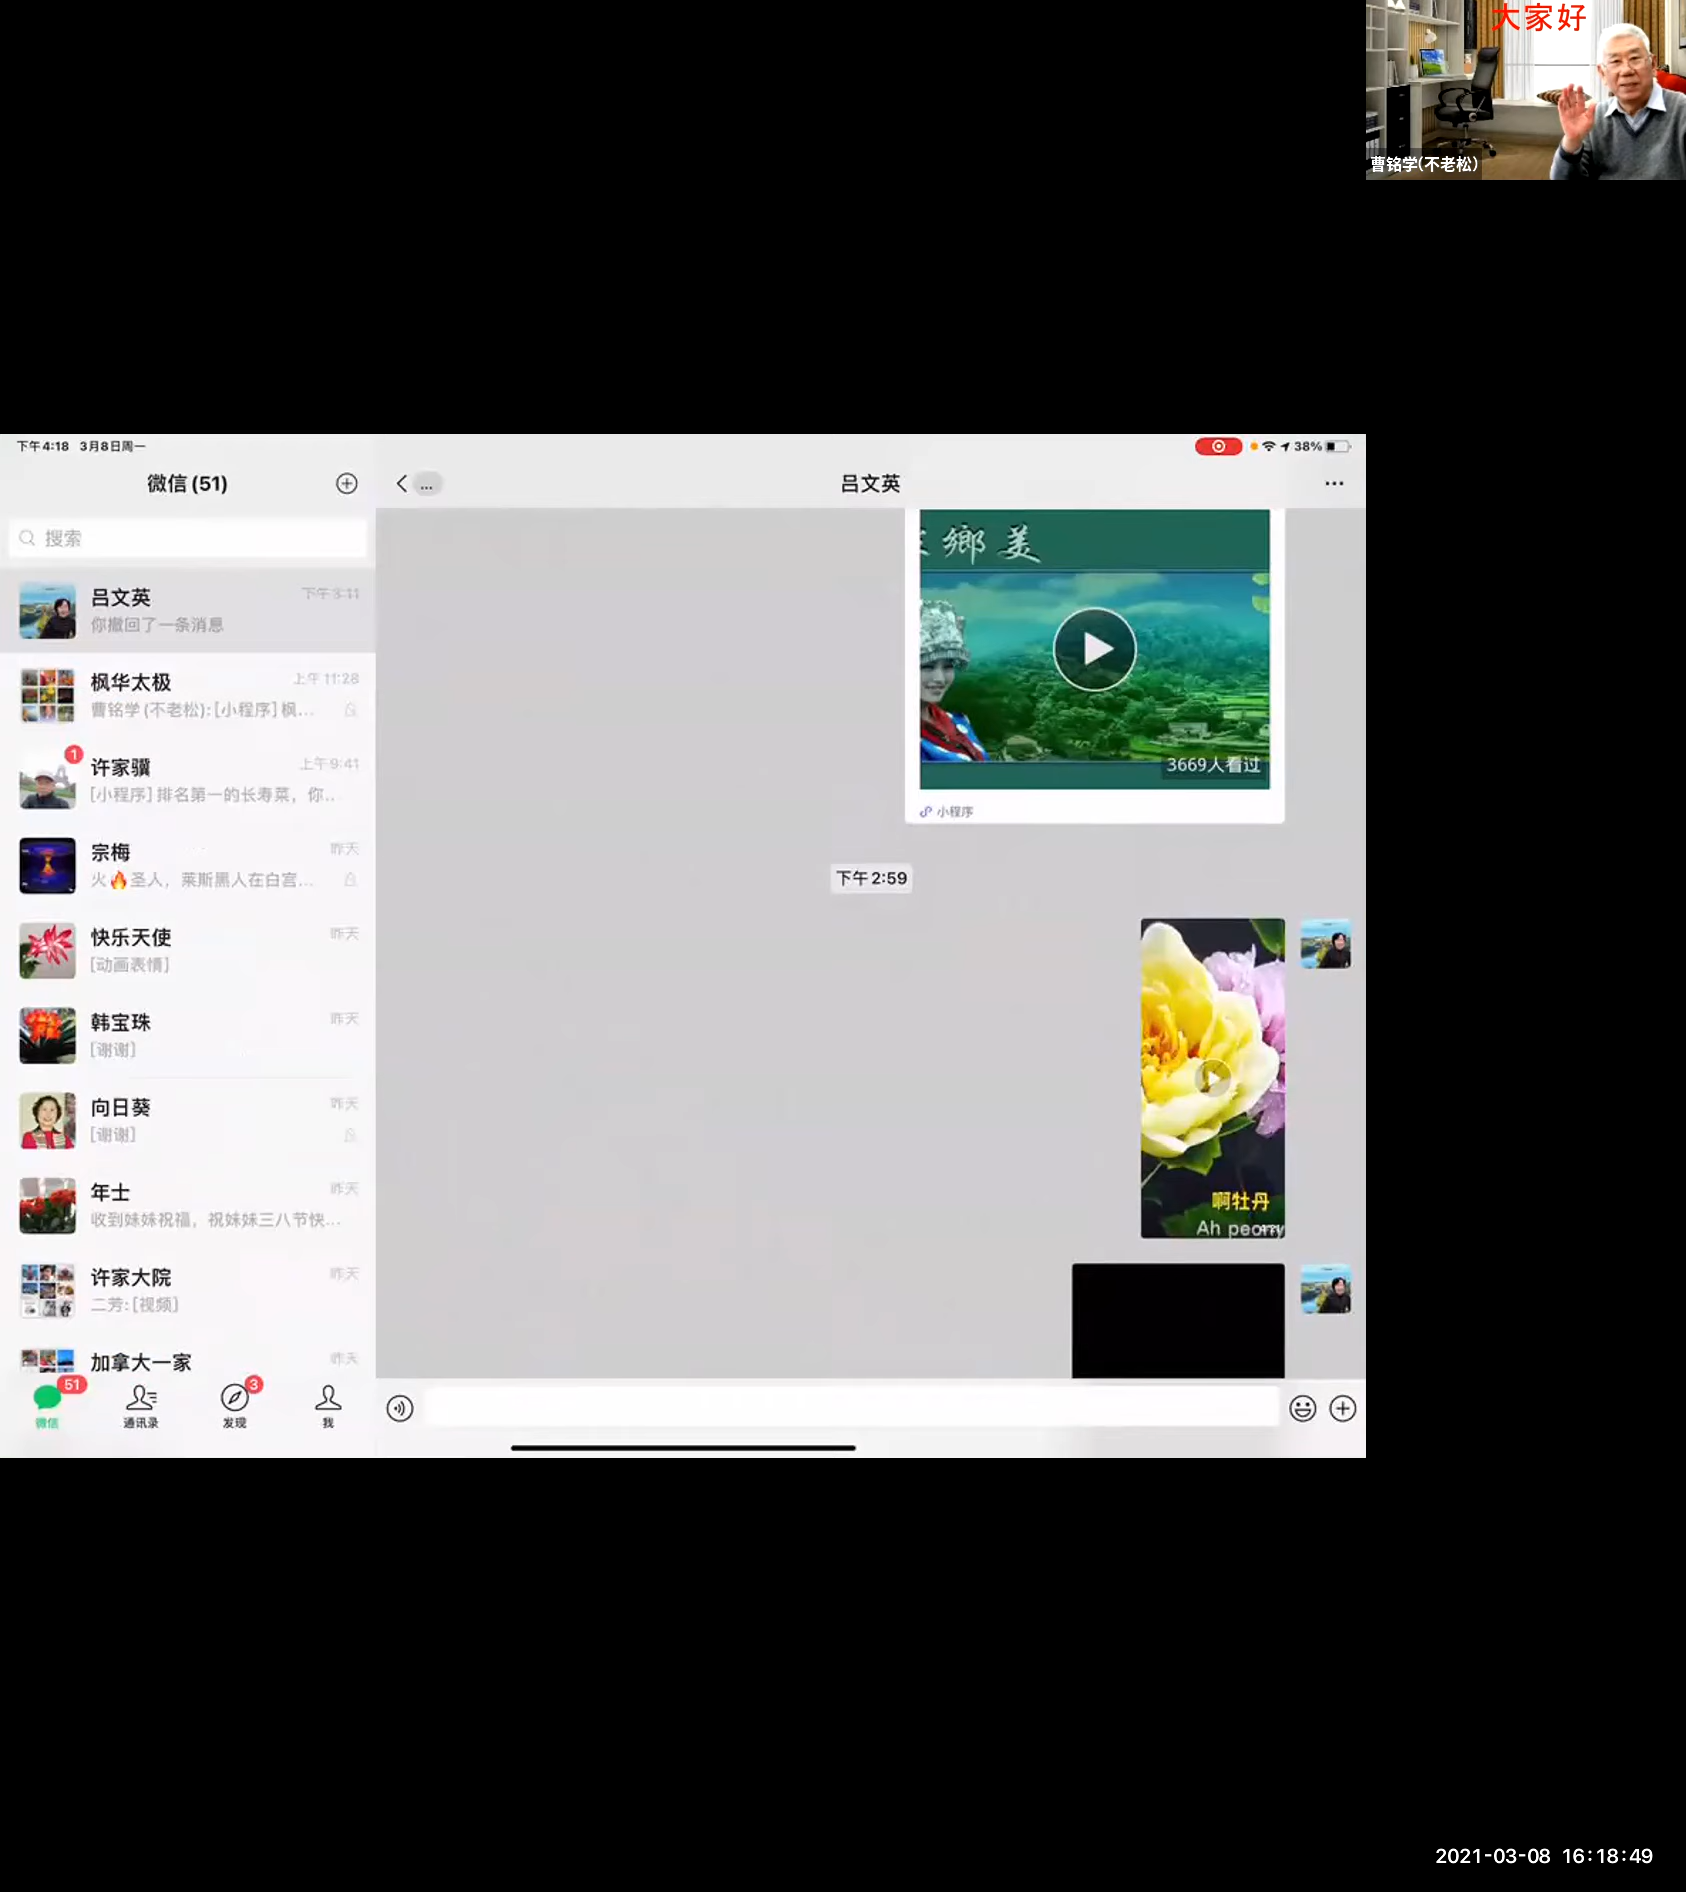 大家好
曹铭学(不老松)
下午4:18 3月8日周一
38%
微信(51)
...
吕文英
搜索
吕文英 下午3:11
你撤回了一条消息
枫华太极 上午11:28
曹铭学(不老松):[小程序]枫...
1
许家骥 上午9:41
[小程序]排名第一的长寿菜，你...
宗梅 昨天
火🔥圣人，莱斯黑人在白宫...
快乐天使 昨天
[动画表情]
韩宝珠 昨天
[谢谢]
向日葵 昨天
[谢谢]
年士 昨天
收到妹妹祝福，祝妹妹三八节快...
许家大院 昨天
二芳:[视频]
加拿大一家 昨天
51
3
微信
通讯录
发现
我
鄉美
3669人看过
小程序
下午2:59
啊牡丹
Ah peony
2021-03-08 16:18:49